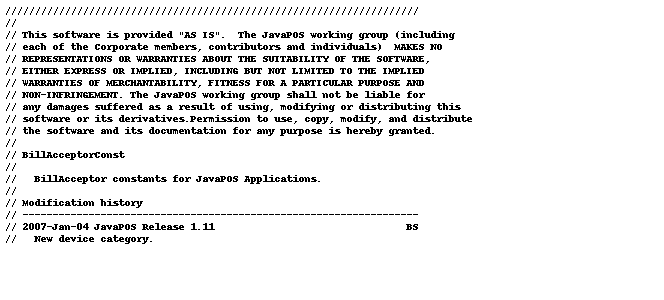 /////////////////////////////////////////////////////////////////////
//
// This software is provided "AS IS".  The JavaPOS working group (including
// each of the Corporate members, contributors and individuals)  MAKES NO
// REPRESENTATIONS OR WARRANTIES ABOUT THE SUITABILITY OF THE SOFTWARE,
// EITHER EXPRESS OR IMPLIED, INCLUDING BUT NOT LIMITED TO THE IMPLIED
// WARRANTIES OF MERCHANTABILITY, FITNESS FOR A PARTICULAR PURPOSE AND
// NON-INFRINGEMENT. The JavaPOS working group shall not be liable for
// any damages suffered as a result of using, modifying or distributing this
// software or its derivatives.Permission to use, copy, modify, and distribute
// the software and its documentation for any purpose is hereby granted.
//
// BillAcceptorConst
//
//   BillAcceptor constants for JavaPOS Applications.
//
// Modification history
// ------------------------------------------------------------------
// 2007-Jan-04 JavaPOS Release 1.11                                BS
//   New device category.